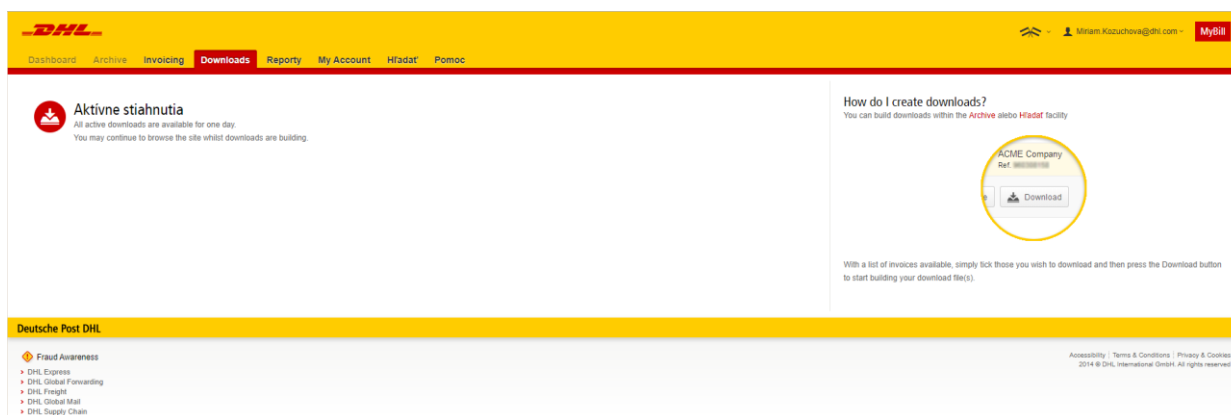 DHL
Miriam.Kozuchova@dhl.com
MyBill
Dashboard Archive Invoicing Downloads Reporty My Account Hľadať Pomoc
Aktívne stiahnutia
All active downloads are available for one day.
You may continue to browse the site whilst downloads are building.
How do I create downloads?
You can build downloads within the Archive alebo Hľadať facility
ACME Company
Ref.
e
Download
With a list of invoices available, simply tick those you wish to download and then press the Download button
to start building your download file(s).
Deutsche Post DHL
Fraud Awareness
DHL Express
DHL Global Forwarding
DHL Freight
DHL Global Mail
DHL Supply Chain
Accessibility | Terms & Conditions | Privacy & Cookies
2014 © DHL International GmbH. All rights reserved